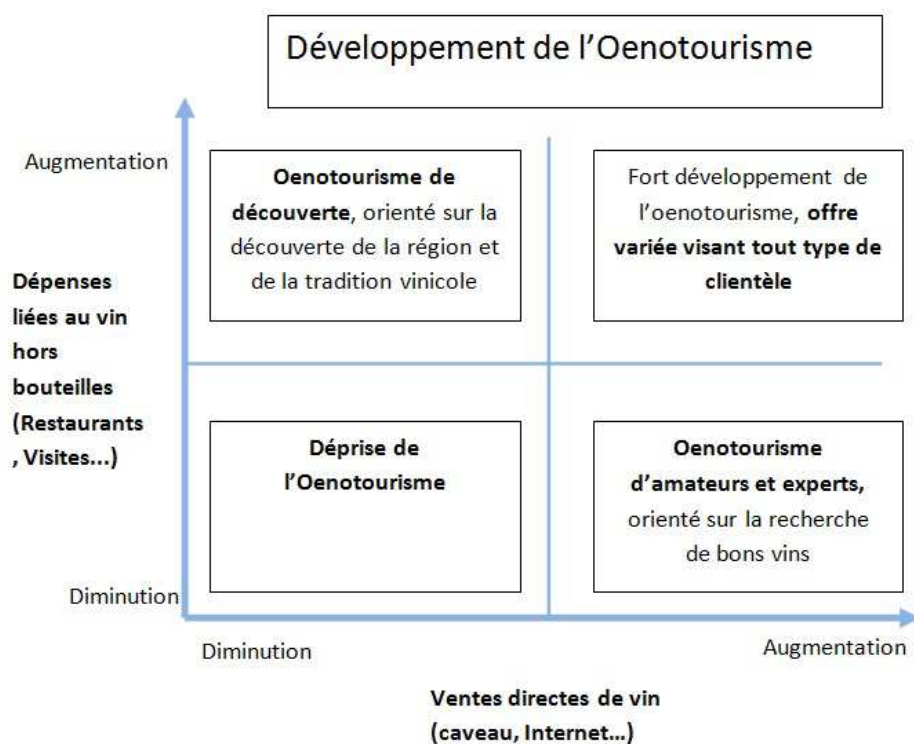 Développement de l'Oenotourisme
Augmentation
Oenotourisme de
découverte, orienté sur la
découverte de la région et
de la tradition vinicole
Fort développement de
l'oenotourisme, offre
variée visant tout type de
clientèle
Dépenses
liées au vin
hors
bouteilles
(Restaurants
, Visites...)
Déprise de
l'Oenotourisme
Oenotourisme
d'amateurs et experts,
orienté sur la recherche
de bons vins
Diminution
Diminution
Augmentation
Ventes directes de vin
(caveau, Internet...)